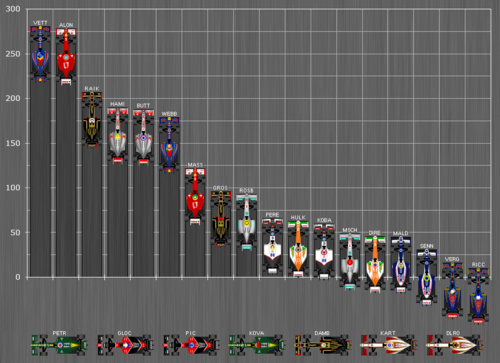 300
VETT
ALON
250
200
RAIK
HAMI
BUTT
WEBB
150
MASS
100
GROS
ROSB
PERE
HULK
KOBA
50
MSCH
DIRE
MALD
SENN
VERG
RICC
0
PETR
GLOC
PIC
KOVA
DAMB
KART
DLRO